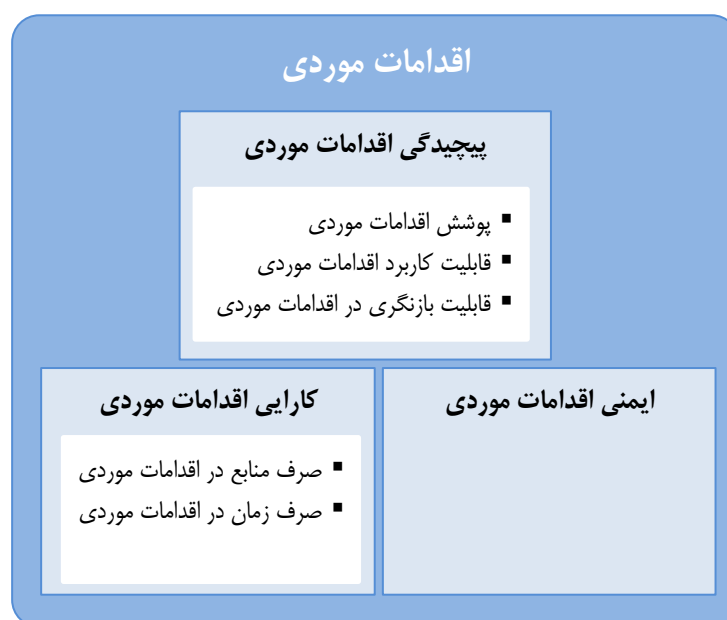 اقدامات موردی
پیچیدگی اقدامات موردی
▪ پوشش اقدامات موردی
▪ قابلیت کاربرد اقدامات موردی
▪ قابلیت بازنگری در اقدامات موردی
ایمنی اقدامات موردی
کارایی اقدامات موردی
▪ صرف منابع در اقدامات موردی
▪ صرف زمان در اقدامات موردی